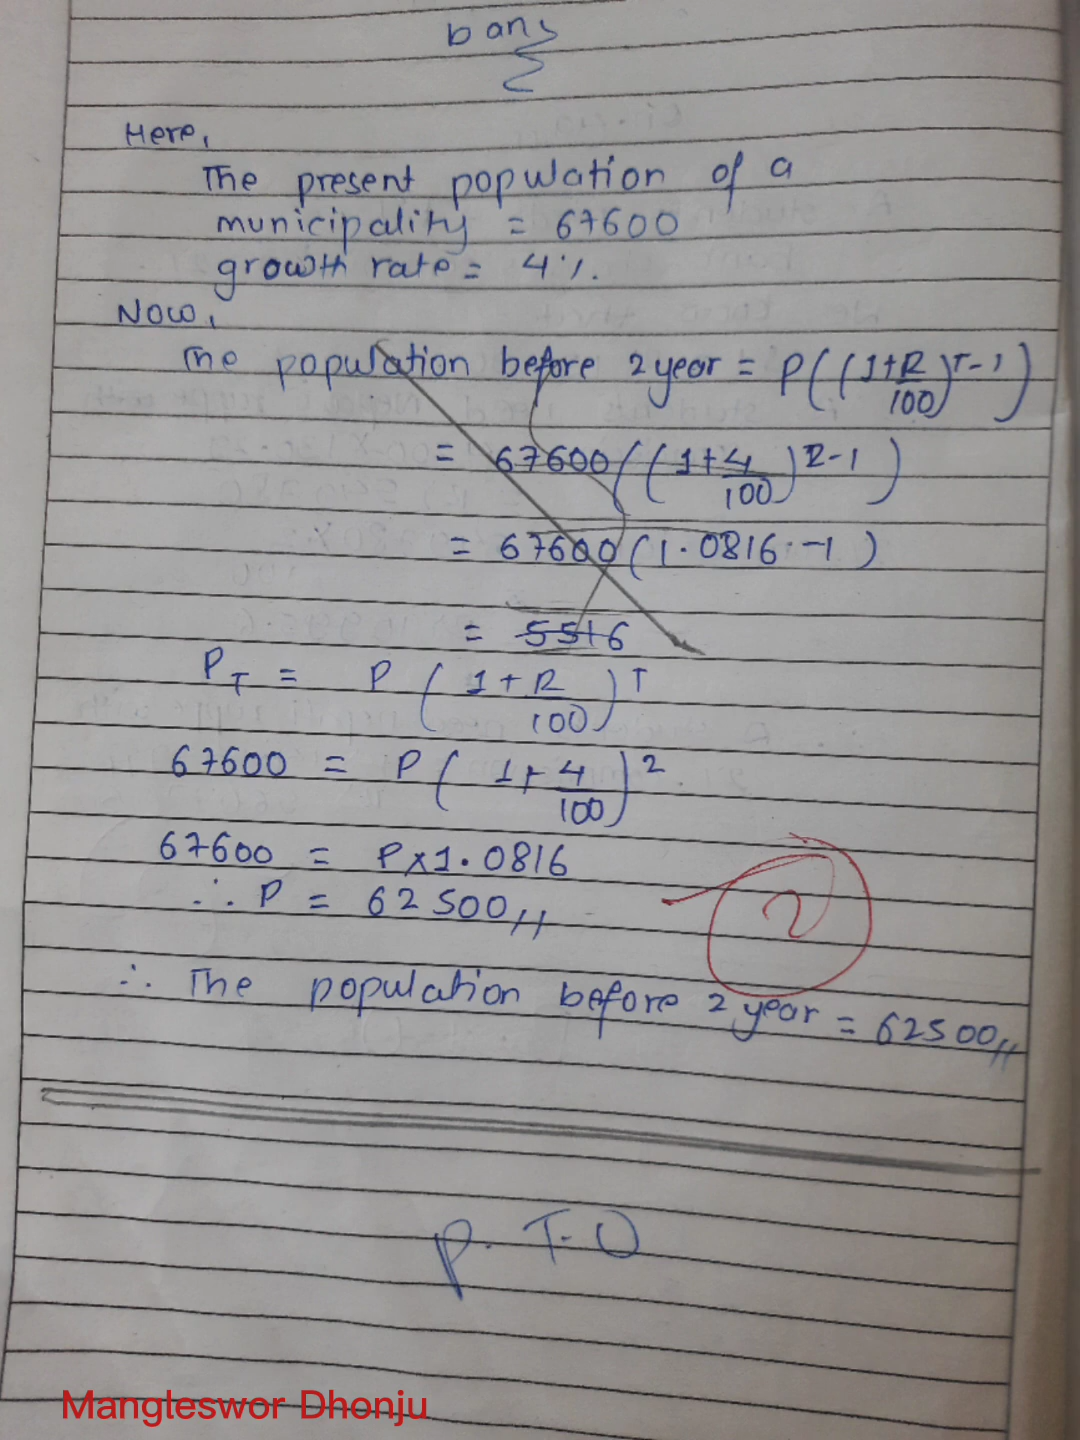 bans
Here,
The present population of a
municipality = 67600
growth rate = 4%.
Now,
The population before 2 year = P((1+R/100)^T-1)
= 67600((1+4/100)^2-1)
= 67600(1.0816-1)
= 5516
P_T = P(1+R/100)^T
67600 = P(1+4/100)^2
67600 = P×1.0816
∴ P = 62500,,
2
∴ The population before 2 year = 62500,,
P.T.O
Mangleswor Dhonju